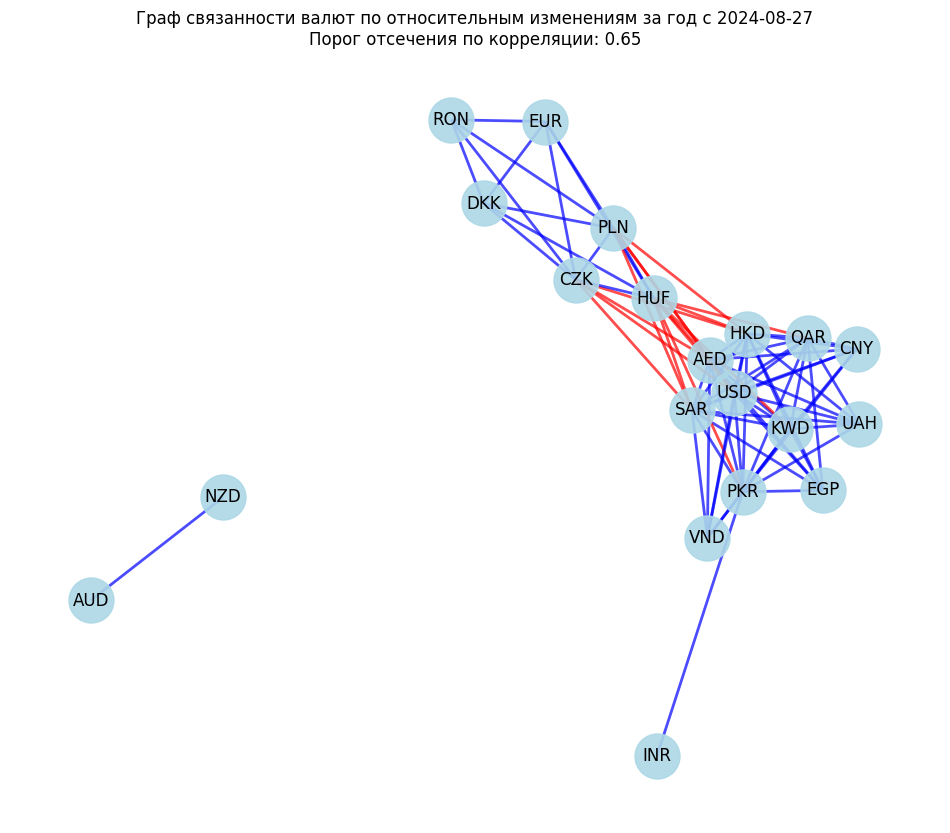 Граф связанности валют по относительным изменениям за год с 2024-08-27
Порог отсечения по корреляции: 0.65
RON
EUR
DKK
PLN
CZK
HUF
HKD
QAR
CNY
AED
USD
SAR
KWD
UAH
PKR
EGP
NZD
VND
AUD
INR